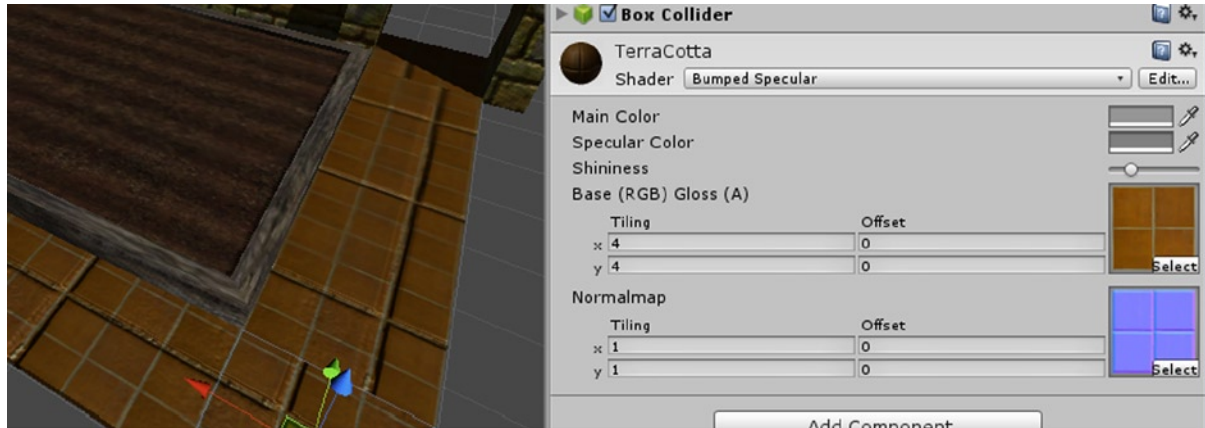 Box Collider
TerraCotta
Shader Bumped Specular Edit...
Main Color
Specular Color
Shininess
Base (RGB) Gloss (A)
Tiling Offset
x 4 0
y 4 0
Select
Normalmap
Tiling Offset
x 1 0
y 1 0
Select
Add Component